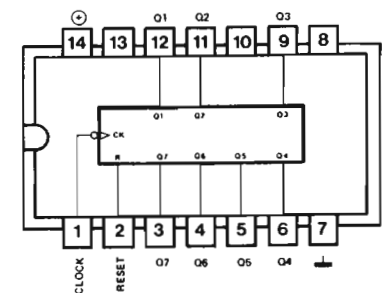 ⊕ Q1 Q2 Q3
14 13 12 11 10 9 8
Q1 Q2 Q3
CK
R Q7 Q6 Q5 Q4
1 2 3 4 5 6 7
CLOCK RESET Q7 Q6 Q5 Q4